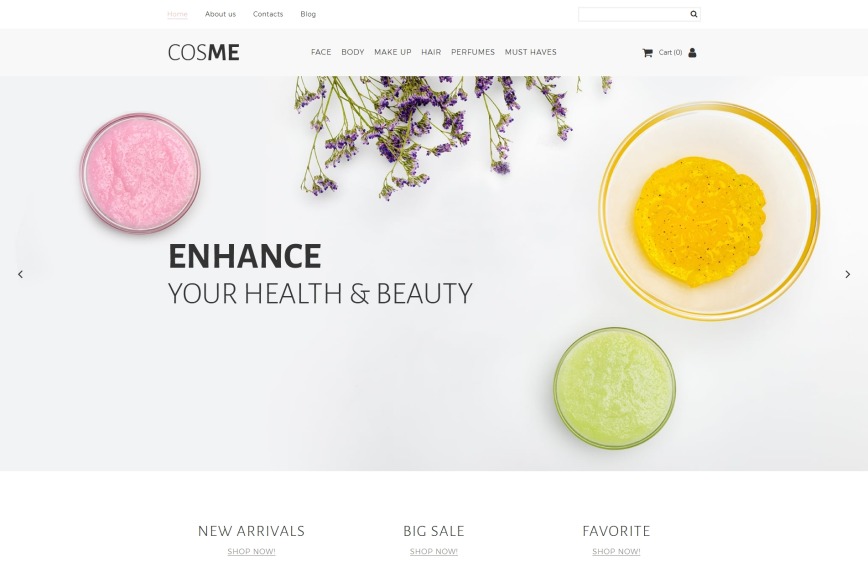 Home About us Contacts Blog
COSME FACE BODY MAKE UP HAIR PERFUMES MUST HAVES Cart (0)
ENHANCE
YOUR HEALTH & BEAUTY
NEW ARRIVALS BIG SALE FAVORITE
SHOP NOW! SHOP NOW! SHOP NOW!